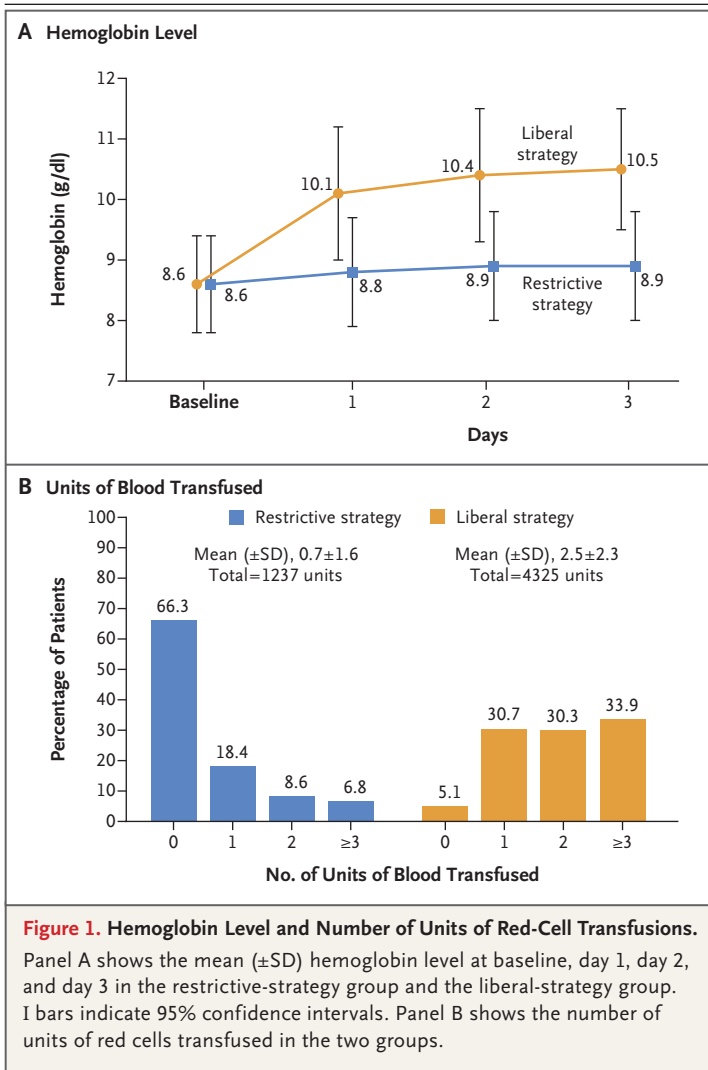 A Hemoglobin Level
12
11
10
9
8
7
Hemoglobin (g/dl)
8.6
10.1
10.4
10.5
Liberal
strategy
8.6
8.8
8.9
8.9
Restrictive
strategy
Baseline 1 2 3
Days
B Units of Blood Transfused
100
90
80
70
60
50
40
30
20
10
0
Percentage of Patients
Restrictive strategy Liberal strategy
Mean (±SD), 0.7±1.6 Mean (±SD), 2.5±2.3
Total=1237 units Total=4325 units
66.3 18.4 8.6 6.8 5.1 30.7 30.3 33.9
0 1 2 ≥3 0 1 2 ≥3
No. of Units of Blood Transfused
Figure 1. Hemoglobin Level and Number of Units of Red-Cell Transfusions.
Panel A shows the mean (±SD) hemoglobin level at baseline, day 1, day 2,
and day 3 in the restrictive-strategy group and the liberal-strategy group.
I bars indicate 95% confidence intervals. Panel B shows the number of
units of red cells transfused in the two groups.